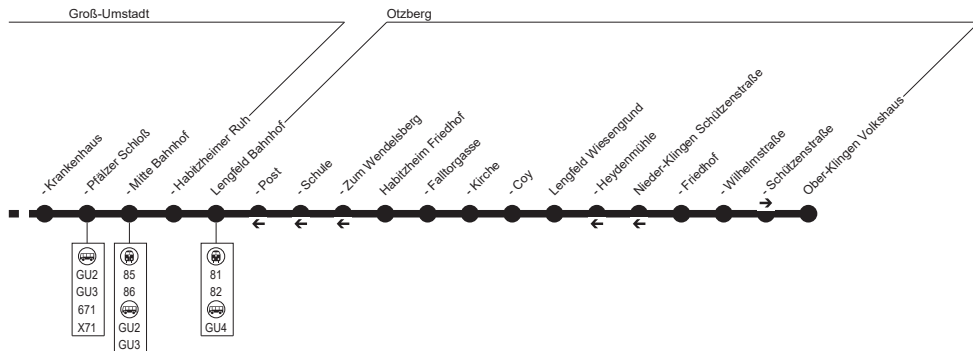 Groß-Umstadt
Otzberg
- Krankenhaus
- Pfälzer Schloß
- Mitte Bahnhof
- Habitzheimer Ruh
Lengfeld Bahnhof
- Post
- Schule
- Zum Wendelsberg
Habitzheim Friedhof
- Falltorgasse
- Kirche
- Coy
Lengfeld Wiesengrund
- Heydenmühle
Nieder-Klingen Schützenstraße
- Friedhof
- Wilhelmstraße
- Schützenstraße
Ober-Klingen Volkshaus
GU2
GU3
671
X71
85
86
GU2
GU3
81
82
GU4